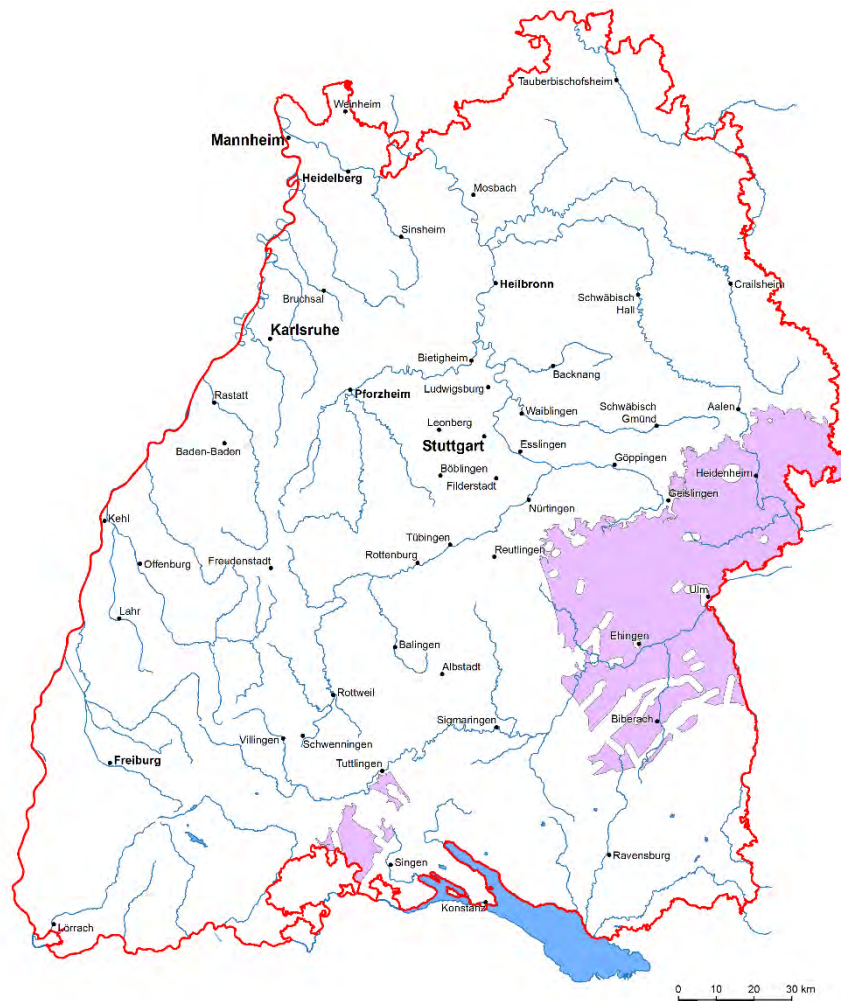 Tauberbischofsheim
Weinheim
Mannheim
Heidelberg
Mosbach
Sinsheim
Heilbronn
Crailsheim
Bruchsal
Schwäbisch
Hall
Karlsruhe
Bietigheim
Backnang
Ludwigsburg
Pforzheim
Rastatt
Waiblingen
Schwäbisch
Gmünd
Aalen
Leonberg
Stuttgart
Baden-Baden
Esslingen
Göppingen
Böblingen
Filderstadt
Heidenheim
Geislingen
Nürtingen
Kehl
Tübingen
Rottenburg
Reutlingen
Offenburg
Freudenstadt
Ulm
Lahr
Ehingen
Balingen
Albstadt
Rottweil
Biberach
Sigmaringen
Villingen
Schwenningen
Freiburg
Tuttlingen
Singen
Ravensburg
Konstanz
Lörrach
0 10 20 30 km